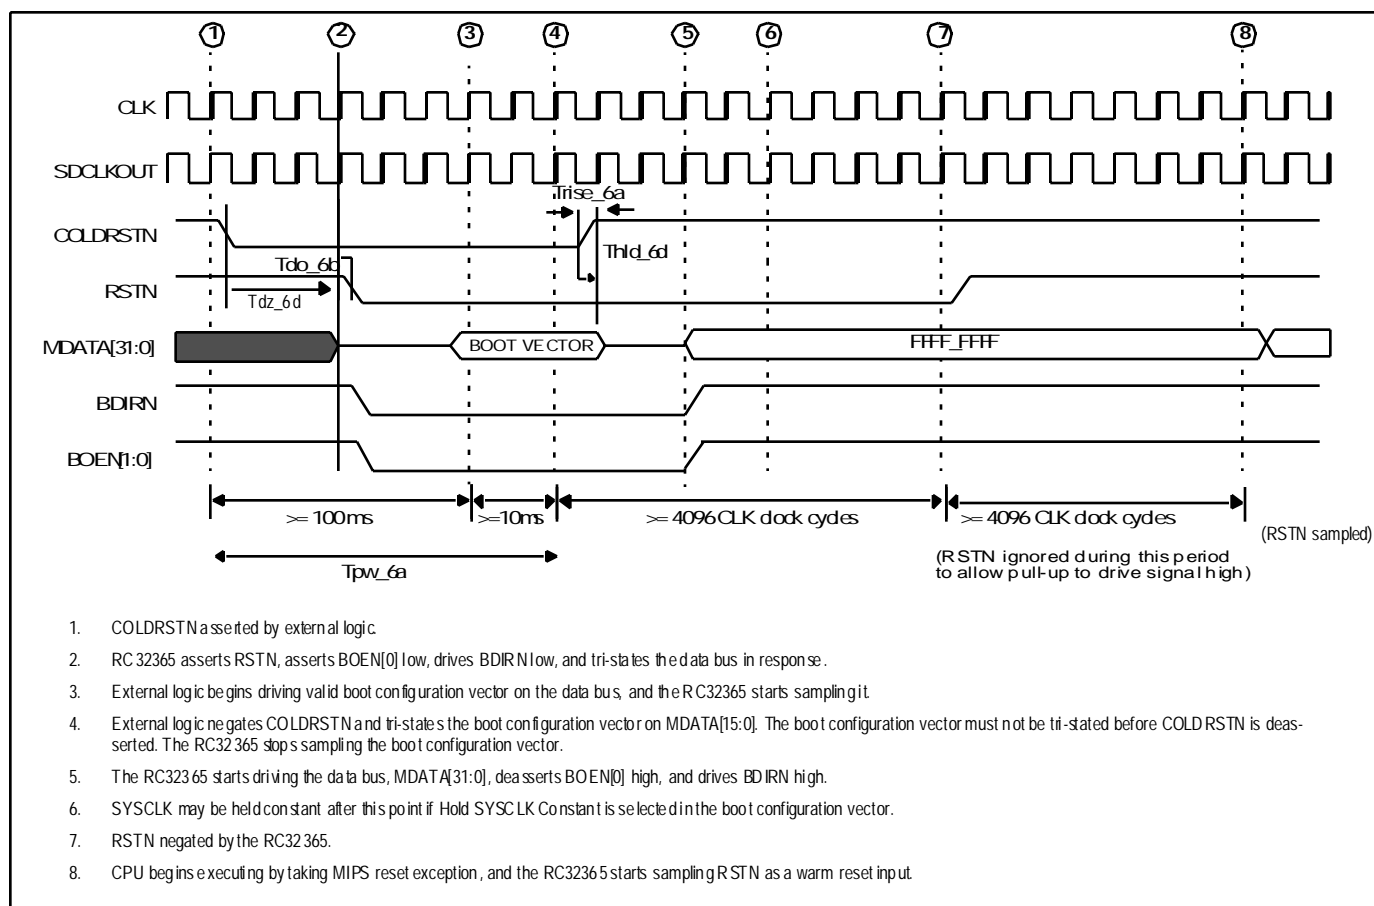 1 2 3 4 5 6 7 8
CLK
SDCLKOUT
Trise_6a
COLDRSTN
Thld_6d
Tdo_6b
RSTN
Tdz_6d
MDATA[31:0]
BOOT VECTOR
FFFF_FFFF
BDIRN
BOEN[1:0]
>= 100 ms
>=10ms
>= 4096 CLK clock cycles
>= 4096 CLK clock cycles
(RSTN sampled)
Tpw_6a
(RSTN ignored during this period
to allow pull-up to drive signal high)
1. COLDRSTN asserted by external logic.
2. RC32365 asserts RSTN, asserts BOEN[0] low, drives BDIRN low, and tri-states the data bus in response.
3. External logic begins driving valid boot configuration vector on the data bus, and the RC32365 starts sampling it.
4. External logic negates COLDRSTN and tri-states the boot configuration vector on MDATA[15:0]. The boot configuration vector must not be tri-stated before COLDRSTN is deas-
serted. The RC32365 stops sampling the boot configuration vector.
5. The RC32365 starts driving the data bus, MDATA[31:0], deasserts BOEN[0] high, and drives BDIRN high.
6. SYSCLK may be held constant after this point if Hold SYSCLK Constant is selected in the boot configuration vector.
7. RSTN negated by the RC32365.
8. CPU begins executing by taking MIPS reset exception, and the RC32365 starts sampling RSTN as a warm reset input.